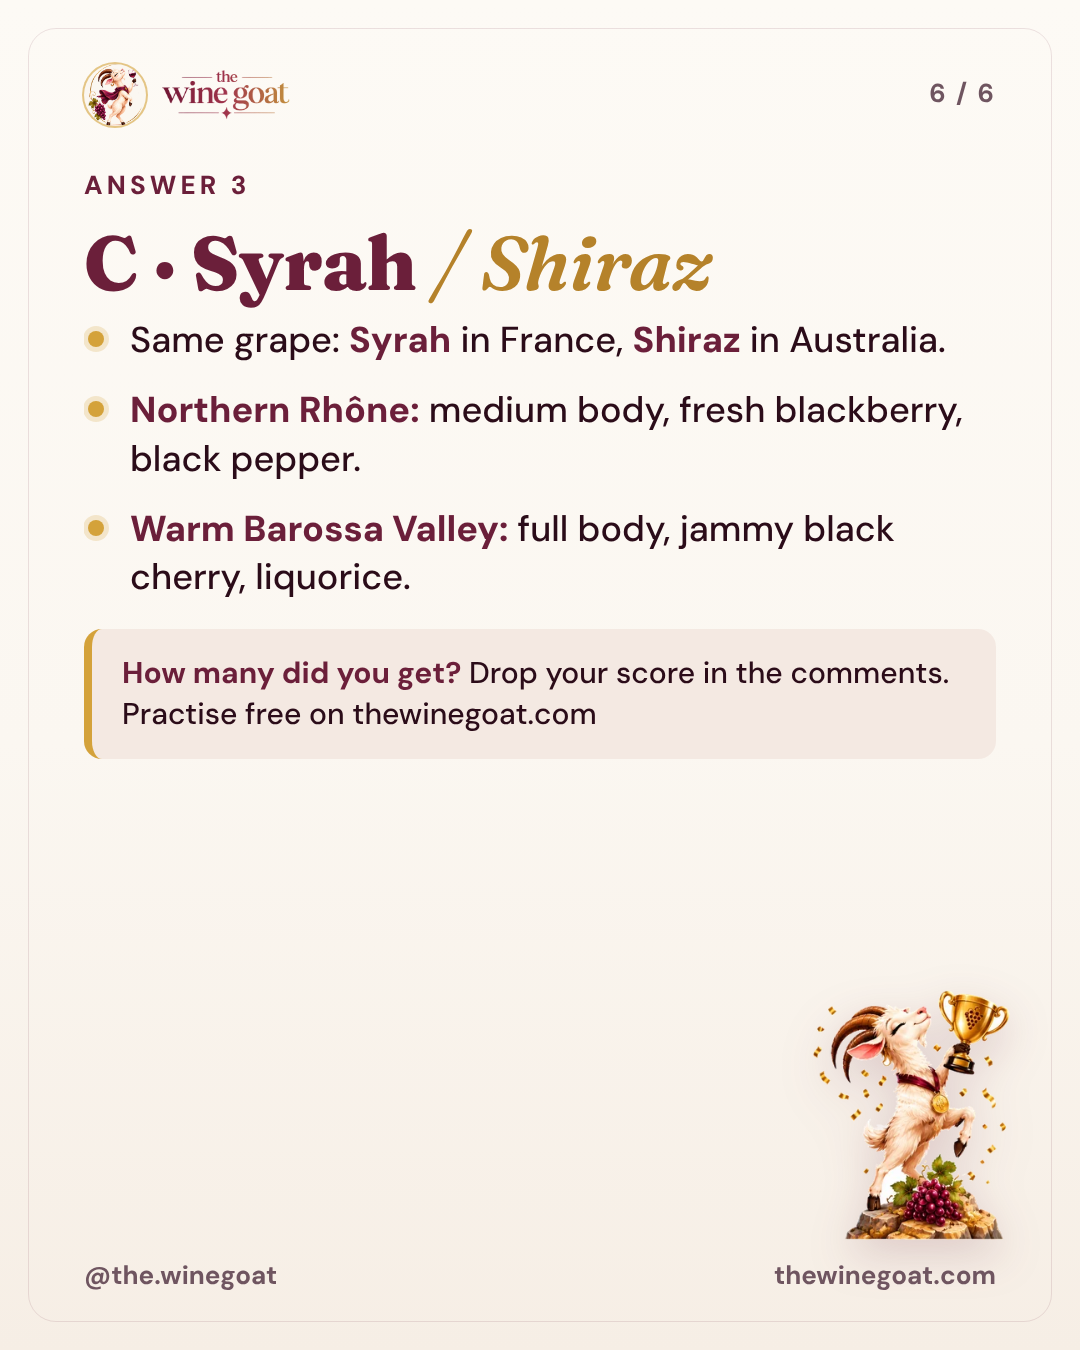 the
wine goat
6 / 6
ANSWER 3
C · Syrah / Shiraz
Same grape: Syrah in France, Shiraz in Australia.
Northern Rhône: medium body, fresh blackberry,
black pepper.
Warm Barossa Valley: full body, jammy black
cherry, liquorice.
How many did you get? Drop your score in the comments.
Practise free on thewinegoat.com
@the.winegoat
thewinegoat.com